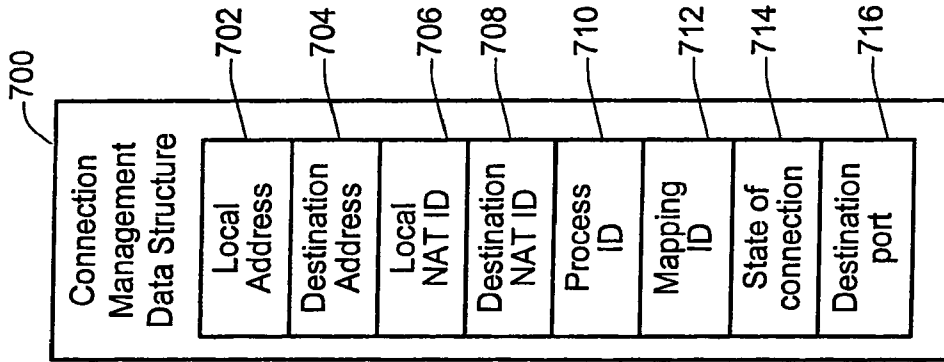 700
Connection
Management
Data Structure
Local
Address
702
Destination
Address
704
Local
NAT ID
706
Destination
NAT ID
708
Process
ID
710
Mapping
ID
712
State of
connection
714
Destination
port
716